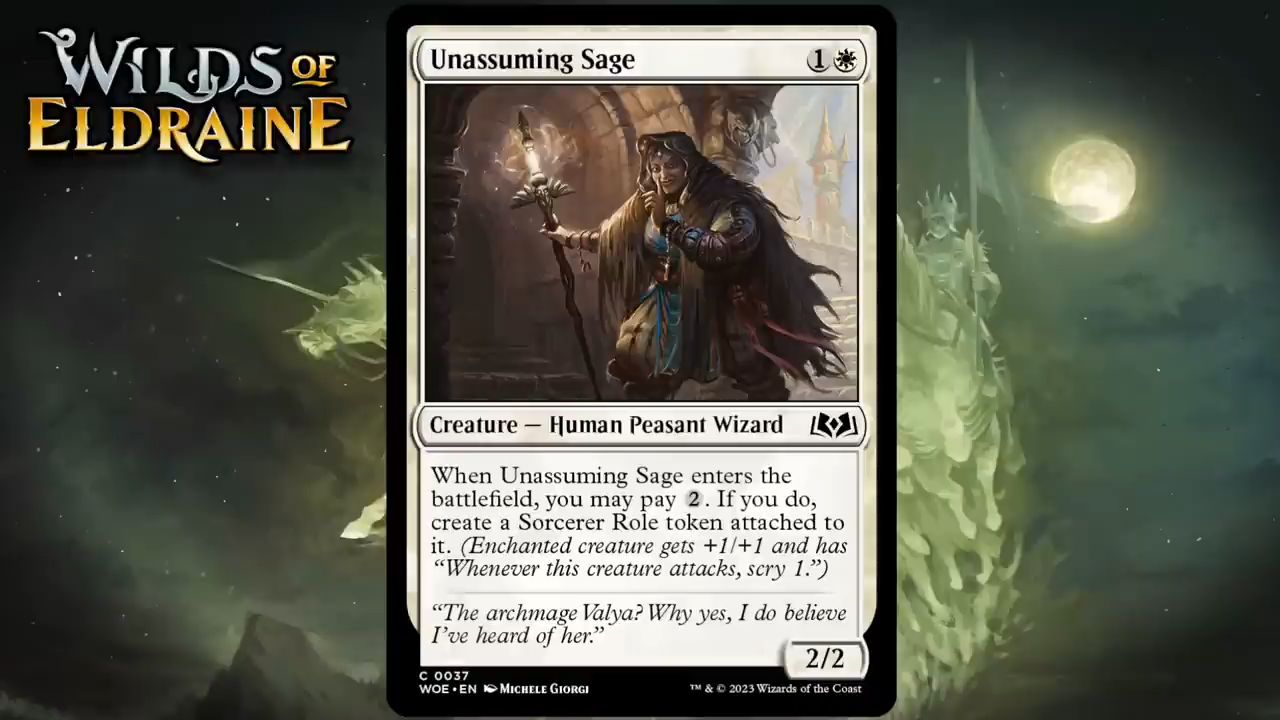 WILDS OF
ELDRAINE
Unassuming Sage 1
Creature — Human Peasant Wizard
When Unassuming Sage enters the
battlefield, you may pay 2. If you do,
create a Sorcerer Role token attached to
it. (Enchanted creature gets +1/+1 and has
“Whenever this creature attacks, scry 1.”)
“The archmage Valya? Why yes, I do believe
I’ve heard of her.”
2/2
C 0037
WOE • EN Michele Giorgi
™ & © 2023 Wizards of the Coast